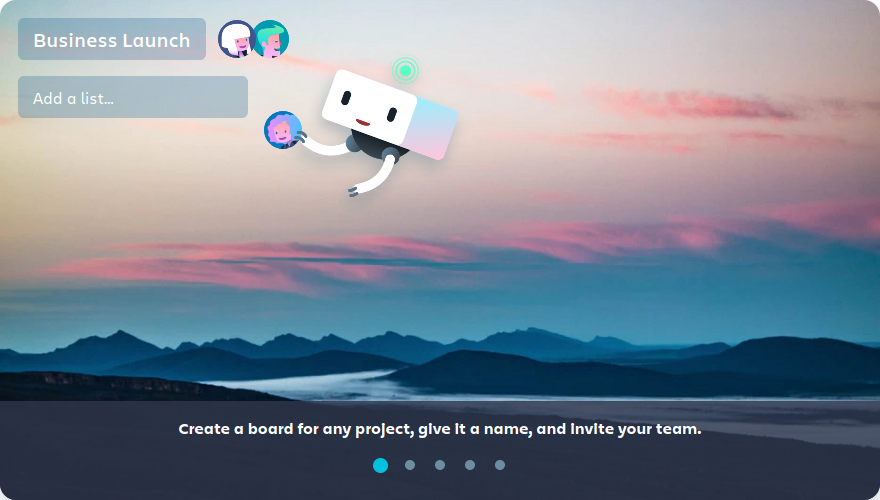 Business Launch
Add a list...
Create a board for any project, give it a name, and invite your team.